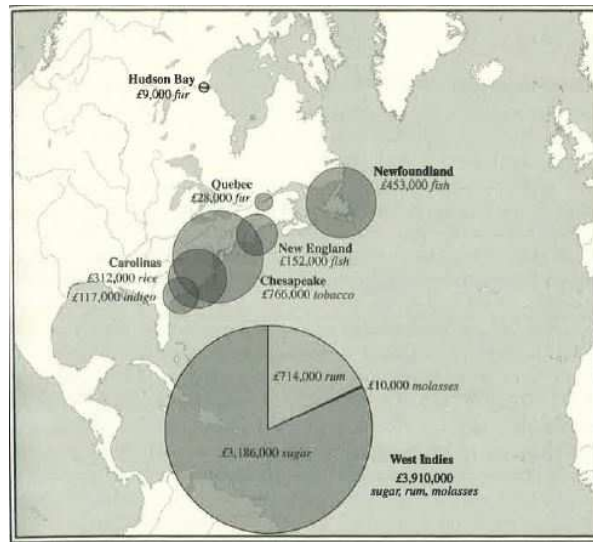 Hudson Bay
£9,000 fur
Newfoundland
£453,000 fish
Quebec
£28,000 fur
New England
£152,000 fish
Carolinas
£312,000 rice
£117,000 indigo
Chesapeake
£766,000 tobacco
£714,000 rum
£10,000 molasses
£3,186,000 sugar
West Indies
£3,910,000
sugar, rum, molasses